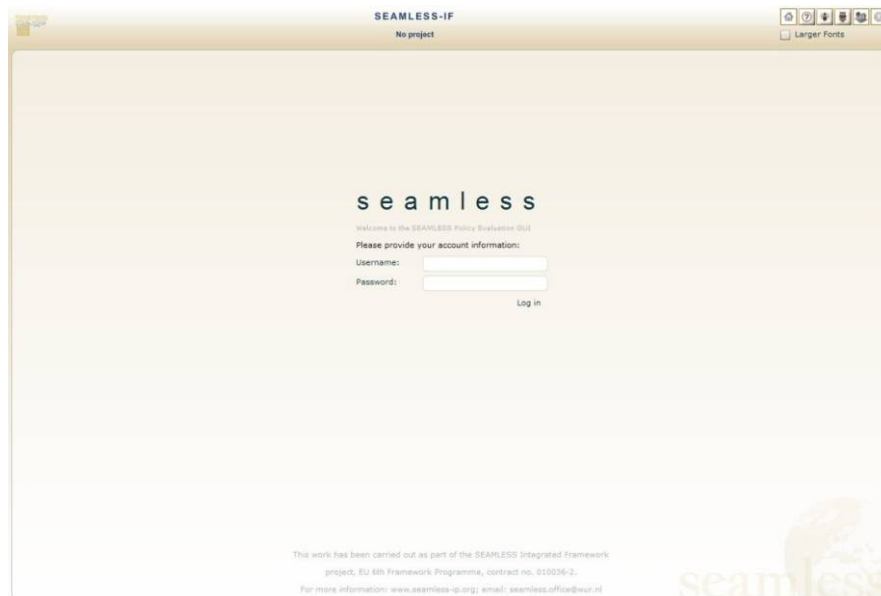 SEAMLESS-IF
No project
Larger Fonts
seamless
Welcome to the SEAMLESS Policy Evaluation GUI
Please provide your account information:
Username:
Password:
Log in
This work has been carried out as part of the SEAMLESS Integrated Framework
project, EU 6th Framework Programme, contract no. 010036-2.
For more information: www.seamless-ip.org; email: seamless.office@wur.nl
seamless